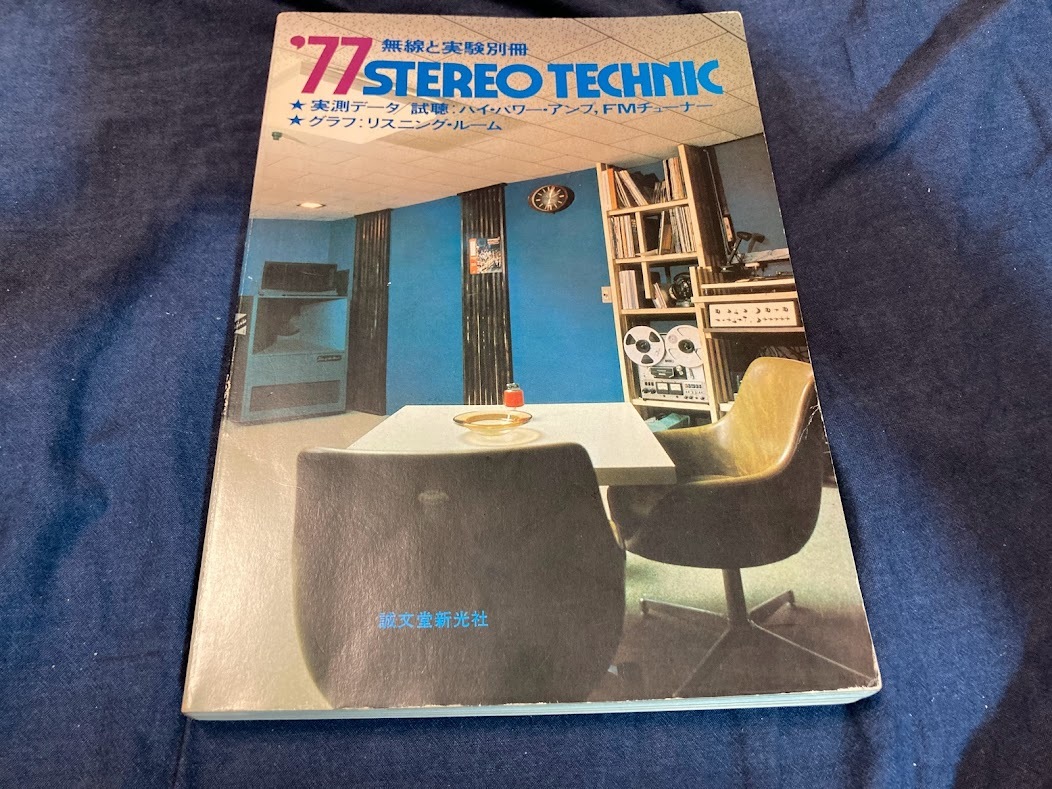 '77 無線と実験別冊
STEREO TECHNIC
★ 実測データ/試聴:ハイ・パワー・アンプ,FMチューナー
★ グラフ:リスニング・ルーム
誠文堂新光社